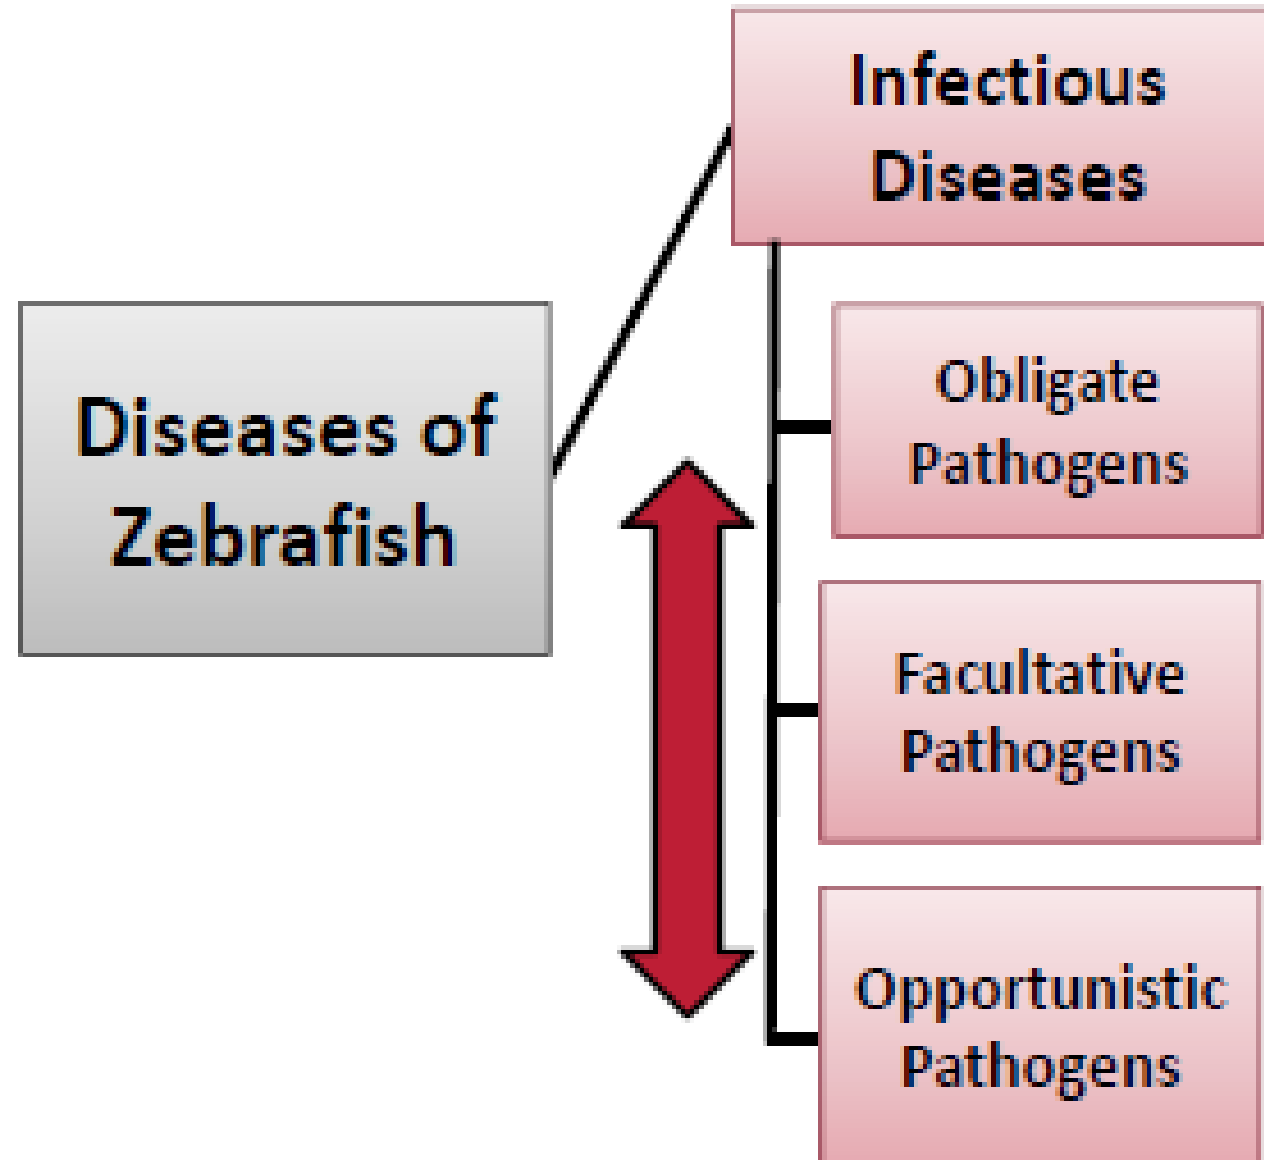 Infectious
Diseases
Diseases of
Zebrafish
Obligate
Pathogens
Facultative
Pathogens
Opportunistic
Pathogens